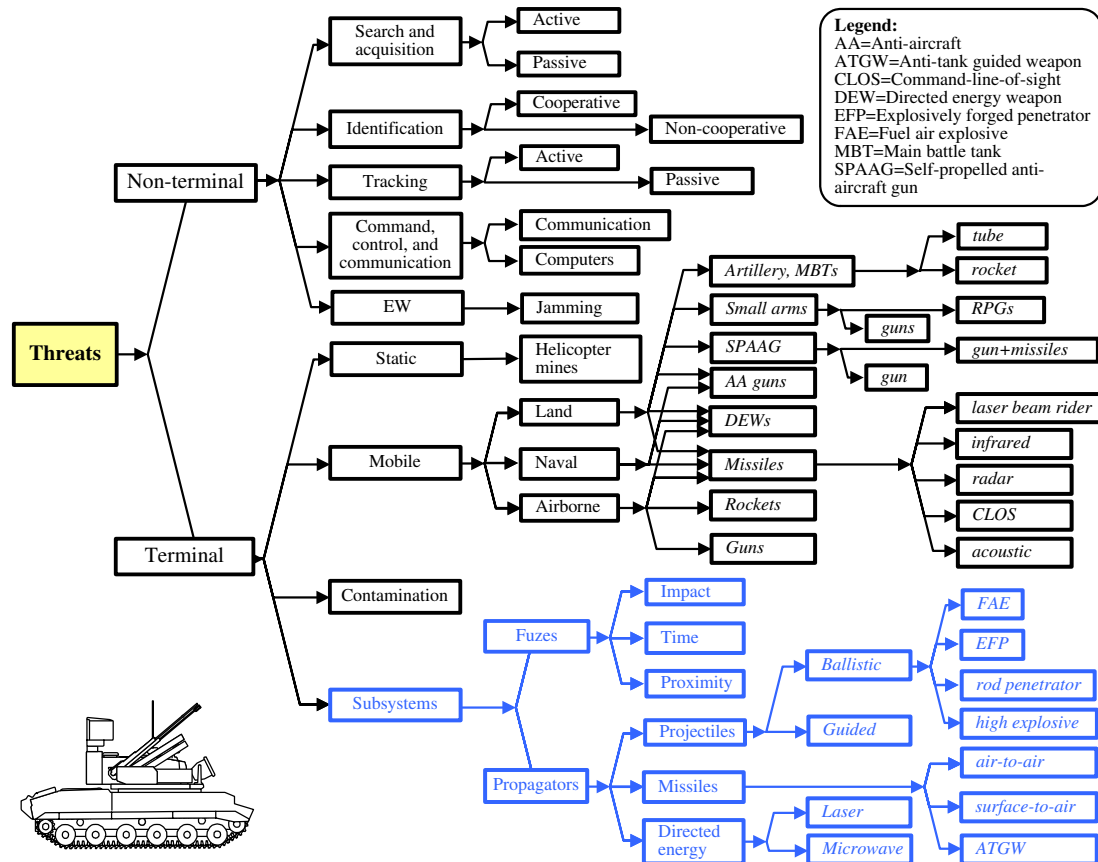 Legend:
AA=Anti-aircraft
ATGW=Anti-tank guided weapon
CLOS=Command-line-of-sight
DEW=Directed energy weapon
EFP=Explosively forged penetrator
FAE=Fuel air explosive
MBT=Main battle tank
SPAAG=Self-propelled anti-
aircraft gun
Threats
Non-terminal
Search and
acquisition
Active
Passive
Identification
Cooperative
Non-cooperative
Tracking
Active
Passive
Command,
control, and
communication
Communication
Computers
EW
Jamming
Terminal
Static
Helicopter
mines
Mobile
Land
Naval
Airborne
Artillery, MBTs
tube
rocket
Small arms
RPGs
guns
SPAAG
gun+missiles
gun
AA guns
DEWs
Missiles
laser beam rider
infrared
radar
CLOS
acoustic
Rockets
Guns
Contamination
Subsystems
Fuzes
Impact
Time
Proximity
Propagators
Projectiles
Ballistic
FAE
EFP
rod penetrator
high explosive
Guided
Missiles
air-to-air
surface-to-air
ATGW
Directed
energy
Laser
Microwave